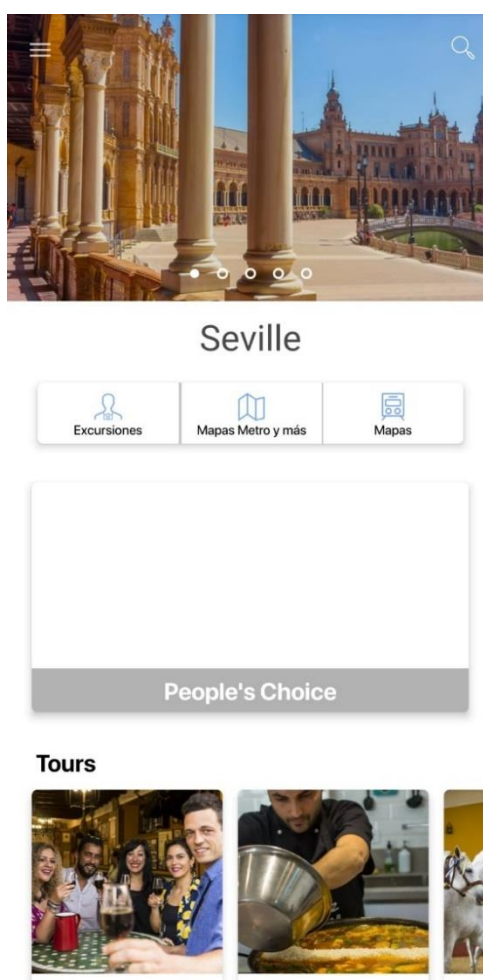 Seville
Excursiones
Mapas Metro y más
Mapas
People's Choice
Tours